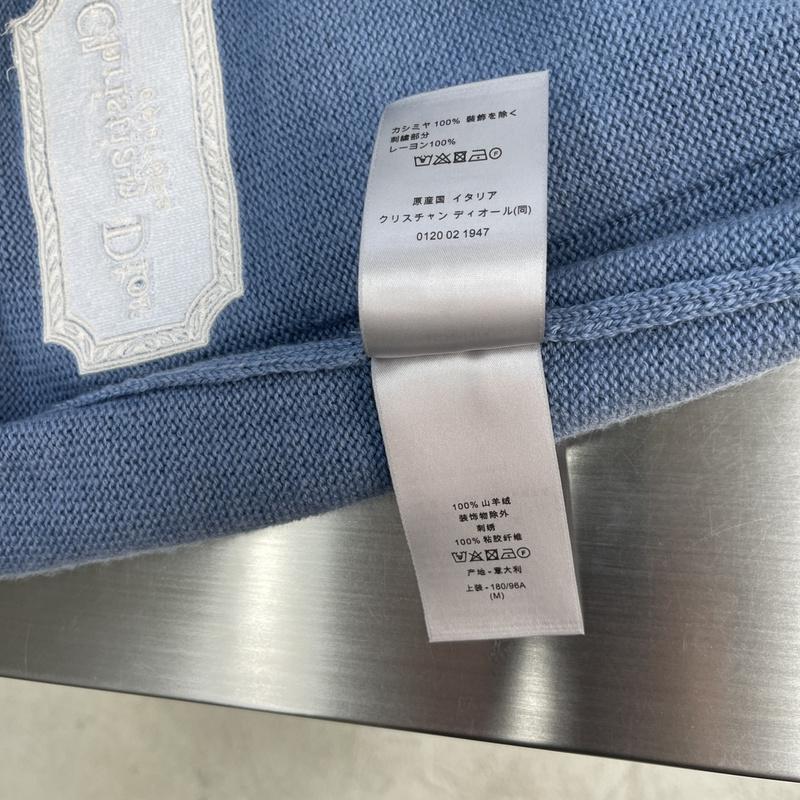 Christian Dior
カシミヤ 100% 装飾を除く
刺繍部分
レーヨン100%
原産国 イタリア
クリスチャン ディオール(同)
0120 02 1947
100% 山羊绒
装饰物除外
刺绣
100% 粘胶纤维
产地 - 意大利
上装 - 180/96A
(M)